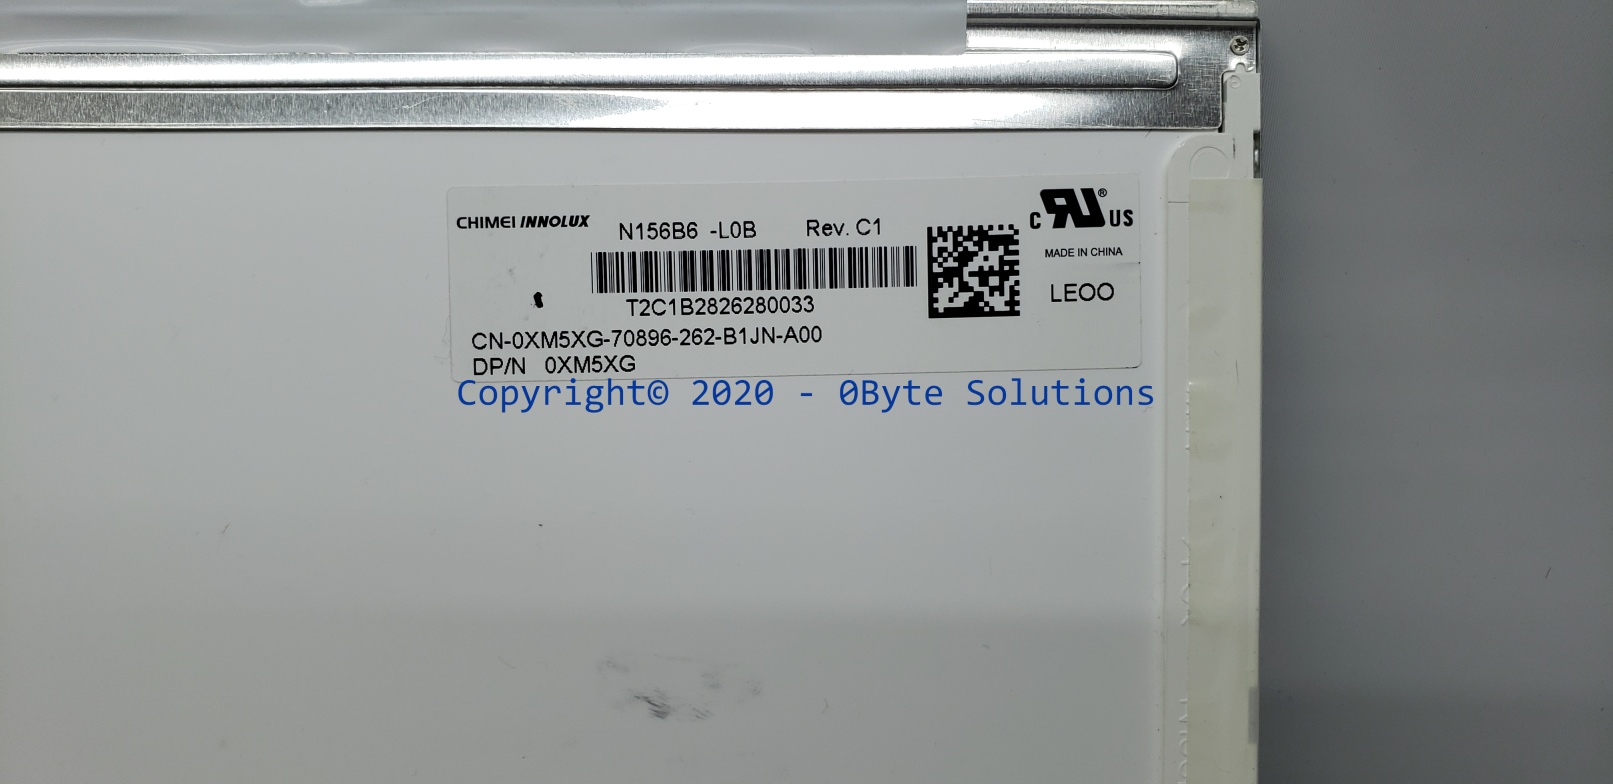 CHIMEI INNOLUX N156B6 -L0B Rev. C1
C RU® US
MADE IN CHINA
LEOO
T2C1B2826280033
CN-0XM5XG-70896-262-B1JN-A00
DP/N 0XM5XG
Copyright© 2020 - 0Byte Solutions